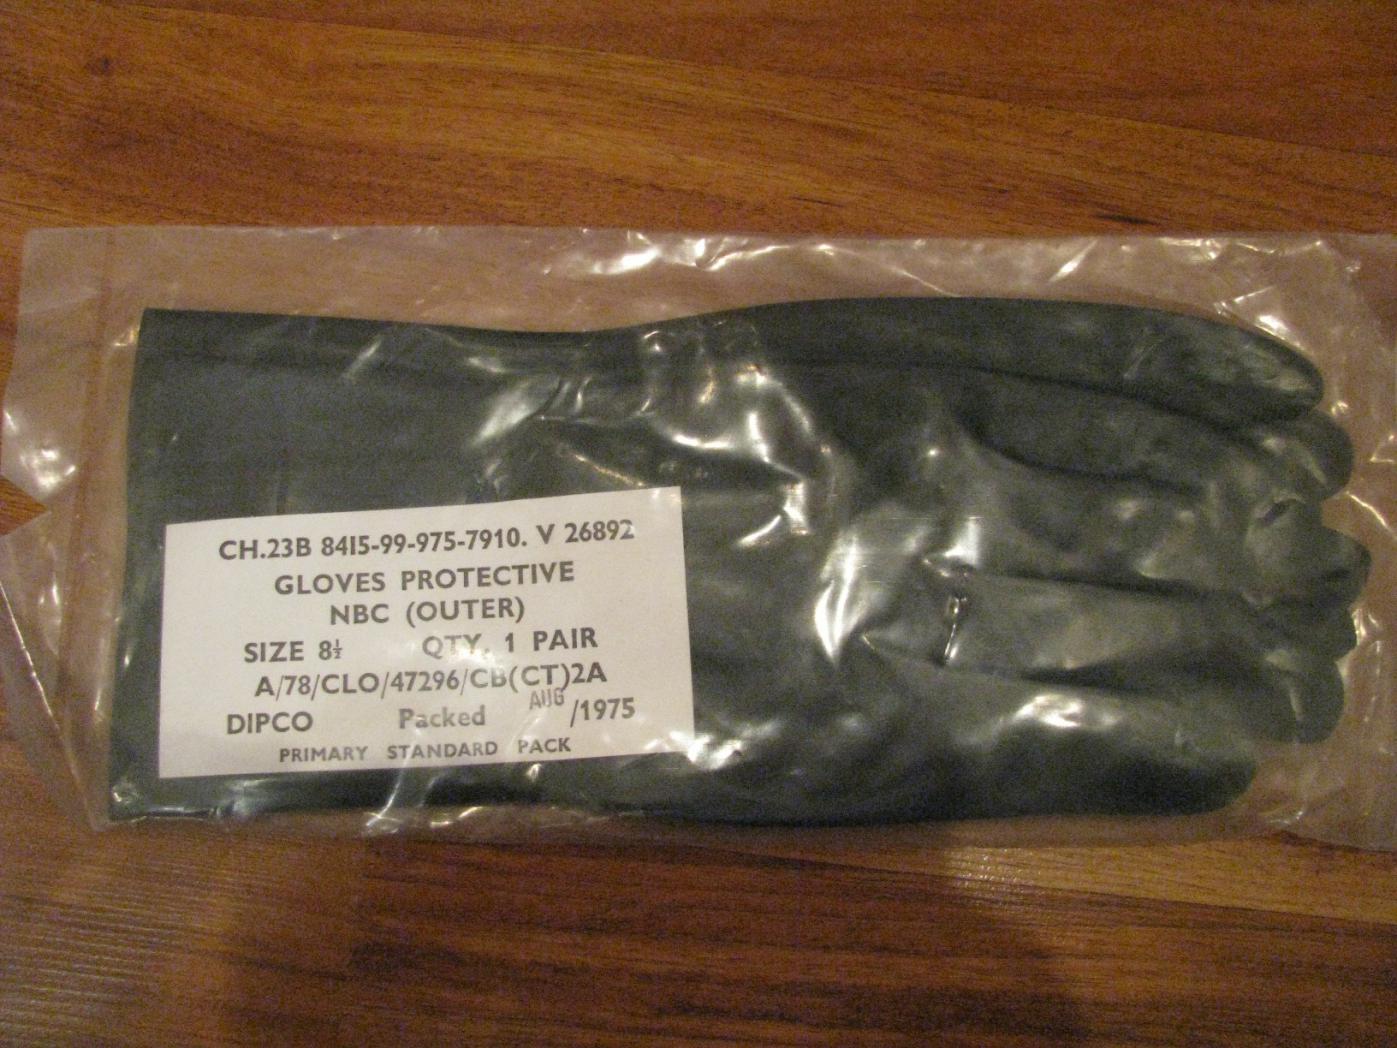 CH.23B 8415-99-975-7910. V 26892
GLOVES PROTECTIVE
NBC (OUTER)
SIZE 8½ QTY. 1 PAIR
A/78/CLO/47296/CB(CT)2A
DIPCO Packed AUG /1975
PRIMARY STANDARD PACK